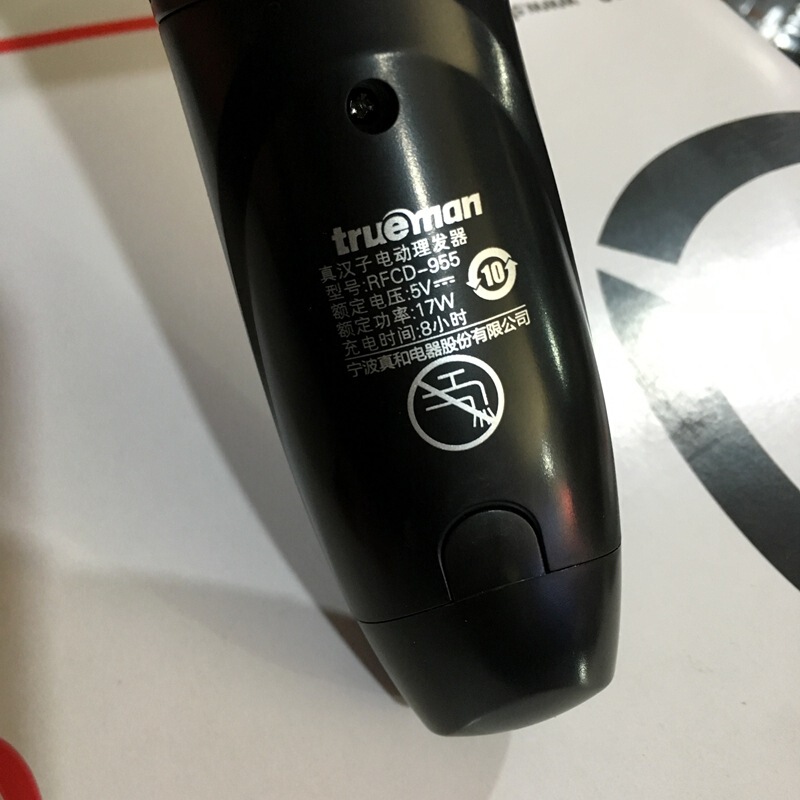 trueman
真汉子电动理发器
型号:RFCD-955
额定电压:5V⎓
10
额定功率:17W
充电时间:8小时
宁波真和电器股份有限公司